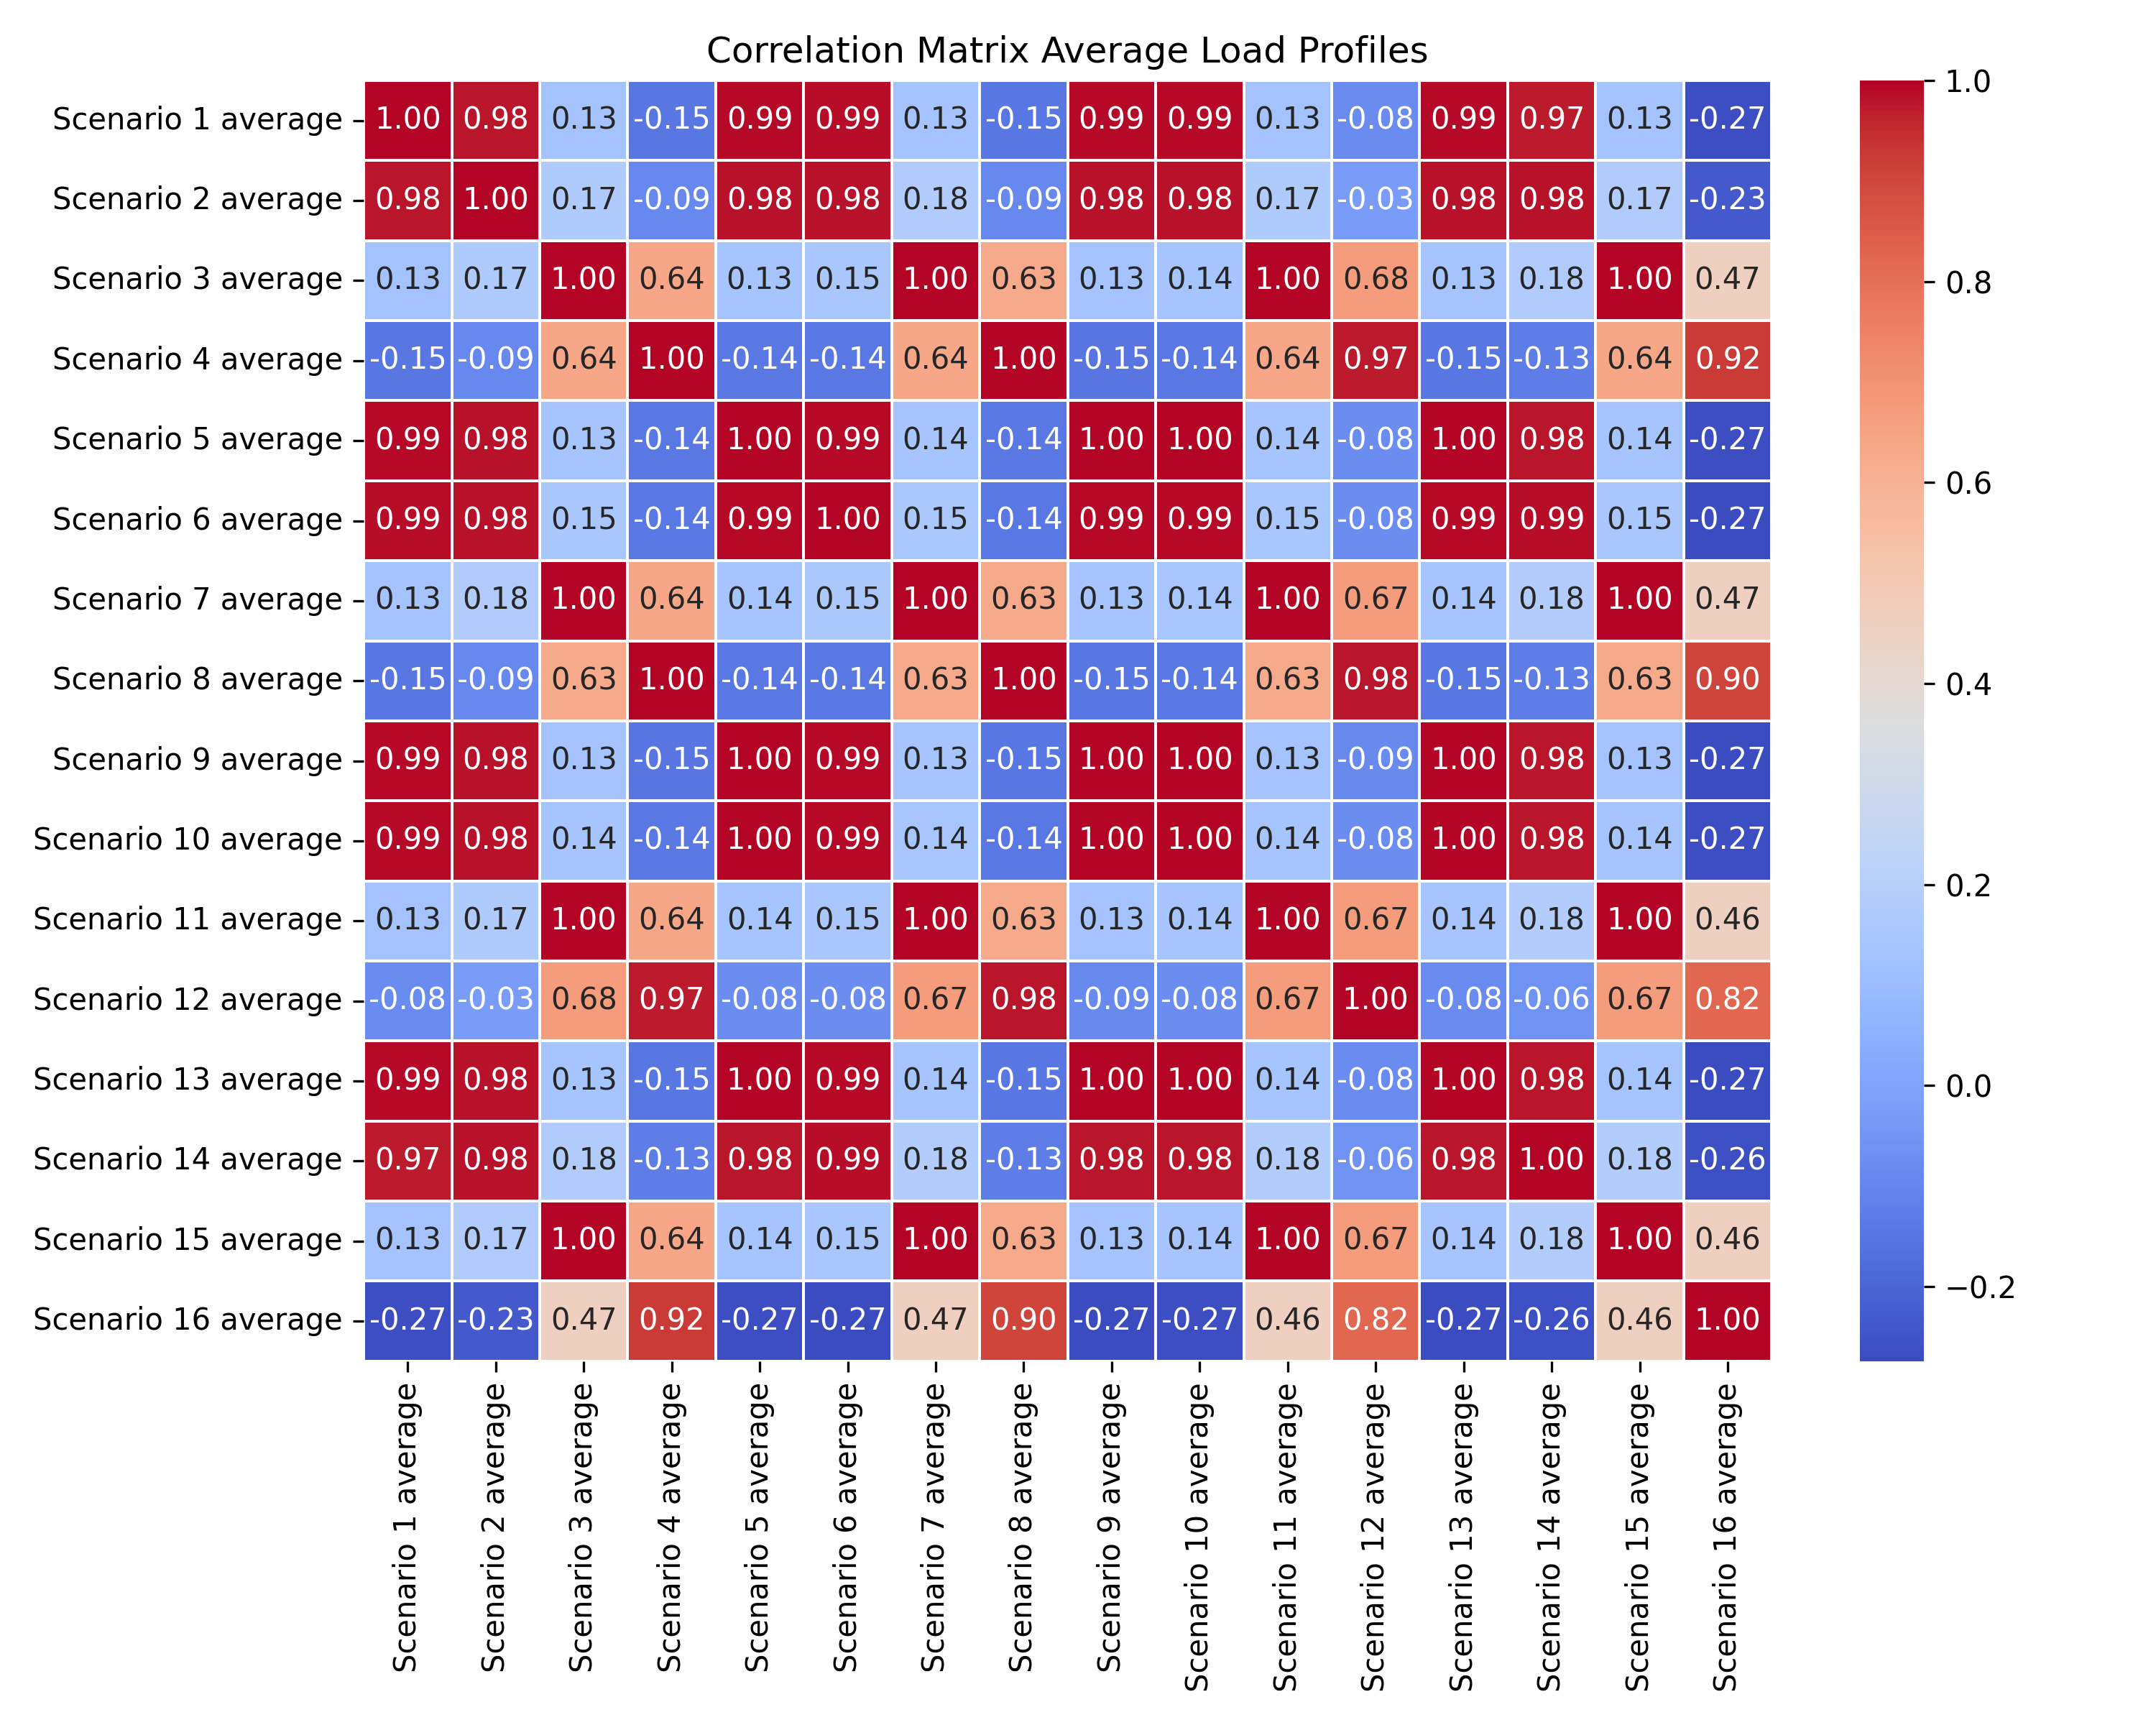 Correlation Matrix Average Load Profiles
Scenario 1 average 1.00 0.98 0.13 -0.15 0.99 0.99 0.13 -0.15 0.99 0.99 0.13 -0.08 0.99 0.97 0.13 -0.27
Scenario 2 average 0.98 1.00 0.17 -0.09 0.98 0.98 0.18 -0.09 0.98 0.98 0.17 -0.03 0.98 0.98 0.17 -0.23
Scenario 3 average 0.13 0.17 1.00 0.64 0.13 0.15 1.00 0.63 0.13 0.14 1.00 0.68 0.13 0.18 1.00 0.47
Scenario 4 average -0.15 -0.09 0.64 1.00 -0.14 -0.14 0.64 1.00 -0.15 -0.14 0.64 0.97 -0.15 -0.13 0.64 0.92
Scenario 5 average 0.99 0.98 0.13 -0.14 1.00 0.99 0.14 -0.14 1.00 1.00 0.14 -0.08 1.00 0.98 0.14 -0.27
Scenario 6 average 0.99 0.98 0.15 -0.14 0.99 1.00 0.15 -0.14 0.99 0.99 0.15 -0.08 0.99 0.99 0.15 -0.27
Scenario 7 average 0.13 0.18 1.00 0.64 0.14 0.15 1.00 0.63 0.13 0.14 1.00 0.67 0.14 0.18 1.00 0.47
Scenario 8 average -0.15 -0.09 0.63 1.00 -0.14 -0.14 0.63 1.00 -0.15 -0.14 0.63 0.98 -0.15 -0.13 0.63 0.90
Scenario 9 average 0.99 0.98 0.13 -0.15 1.00 0.99 0.13 -0.15 1.00 1.00 0.13 -0.09 1.00 0.98 0.13 -0.27
Scenario 10 average 0.99 0.98 0.14 -0.14 1.00 0.99 0.14 -0.14 1.00 1.00 0.14 -0.08 1.00 0.98 0.14 -0.27
Scenario 11 average 0.13 0.17 1.00 0.64 0.14 0.15 1.00 0.63 0.13 0.14 1.00 0.67 0.14 0.18 1.00 0.46
Scenario 12 average -0.08 -0.03 0.68 0.97 -0.08 -0.08 0.67 0.98 -0.09 -0.08 0.67 1.00 -0.08 -0.06 0.67 0.82
Scenario 13 average 0.99 0.98 0.13 -0.15 1.00 0.99 0.14 -0.15 1.00 1.00 0.14 -0.08 1.00 0.98 0.14 -0.27
Scenario 14 average 0.97 0.98 0.18 -0.13 0.98 0.99 0.18 -0.13 0.98 0.98 0.18 -0.06 0.98 1.00 0.18 -0.26
Scenario 15 average 0.13 0.17 1.00 0.64 0.14 0.15 1.00 0.63 0.13 0.14 1.00 0.67 0.14 0.18 1.00 0.46
Scenario 16 average -0.27 -0.23 0.47 0.92 -0.27 -0.27 0.47 0.90 -0.27 -0.27 0.46 0.82 -0.27 -0.26 0.46 1.00
Scenario 1 average
Scenario 2 average
Scenario 3 average
Scenario 4 average
Scenario 5 average
Scenario 6 average
Scenario 7 average
Scenario 8 average
Scenario 9 average
Scenario 10 average
Scenario 11 average
Scenario 12 average
Scenario 13 average
Scenario 14 average
Scenario 15 average
Scenario 16 average
1.0
0.8
0.6
0.4
0.2
0.0
−0.2